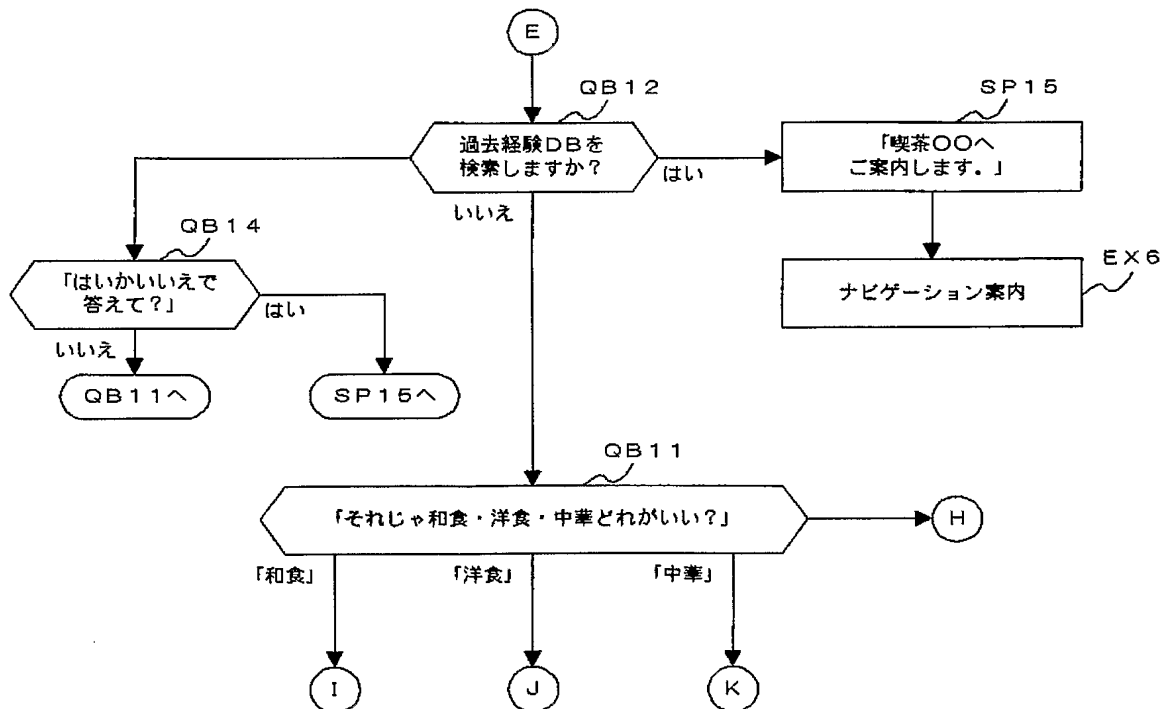 E
QB12
過去経験DBを
検索しますか?
はい
いいえ
SP15
「喫茶〇〇へ
ご案内します。」
EX6
ナビゲーション案内
QB14
「はいかいいえで
答えて?」
はい
いいえ
QB11へ
SP15へ
QB11
「それじゃ和食・洋食・中華どれがいい?」
H
「和食」
「洋食」
「中華」
I
J
K